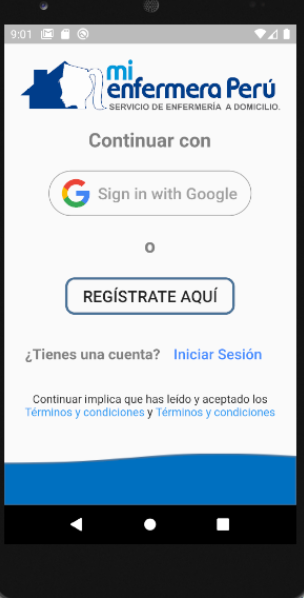 9:01
mi
enfermera Perú
SERVICIO DE ENFERMERÍA A DOMICILIO.
Continuar con
Sign in with Google
o
REGÍSTRATE AQUÍ
¿Tienes una cuenta? Iniciar Sesión
Continuar implica que has leído y aceptado los
Términos y condiciones y Términos y condiciones